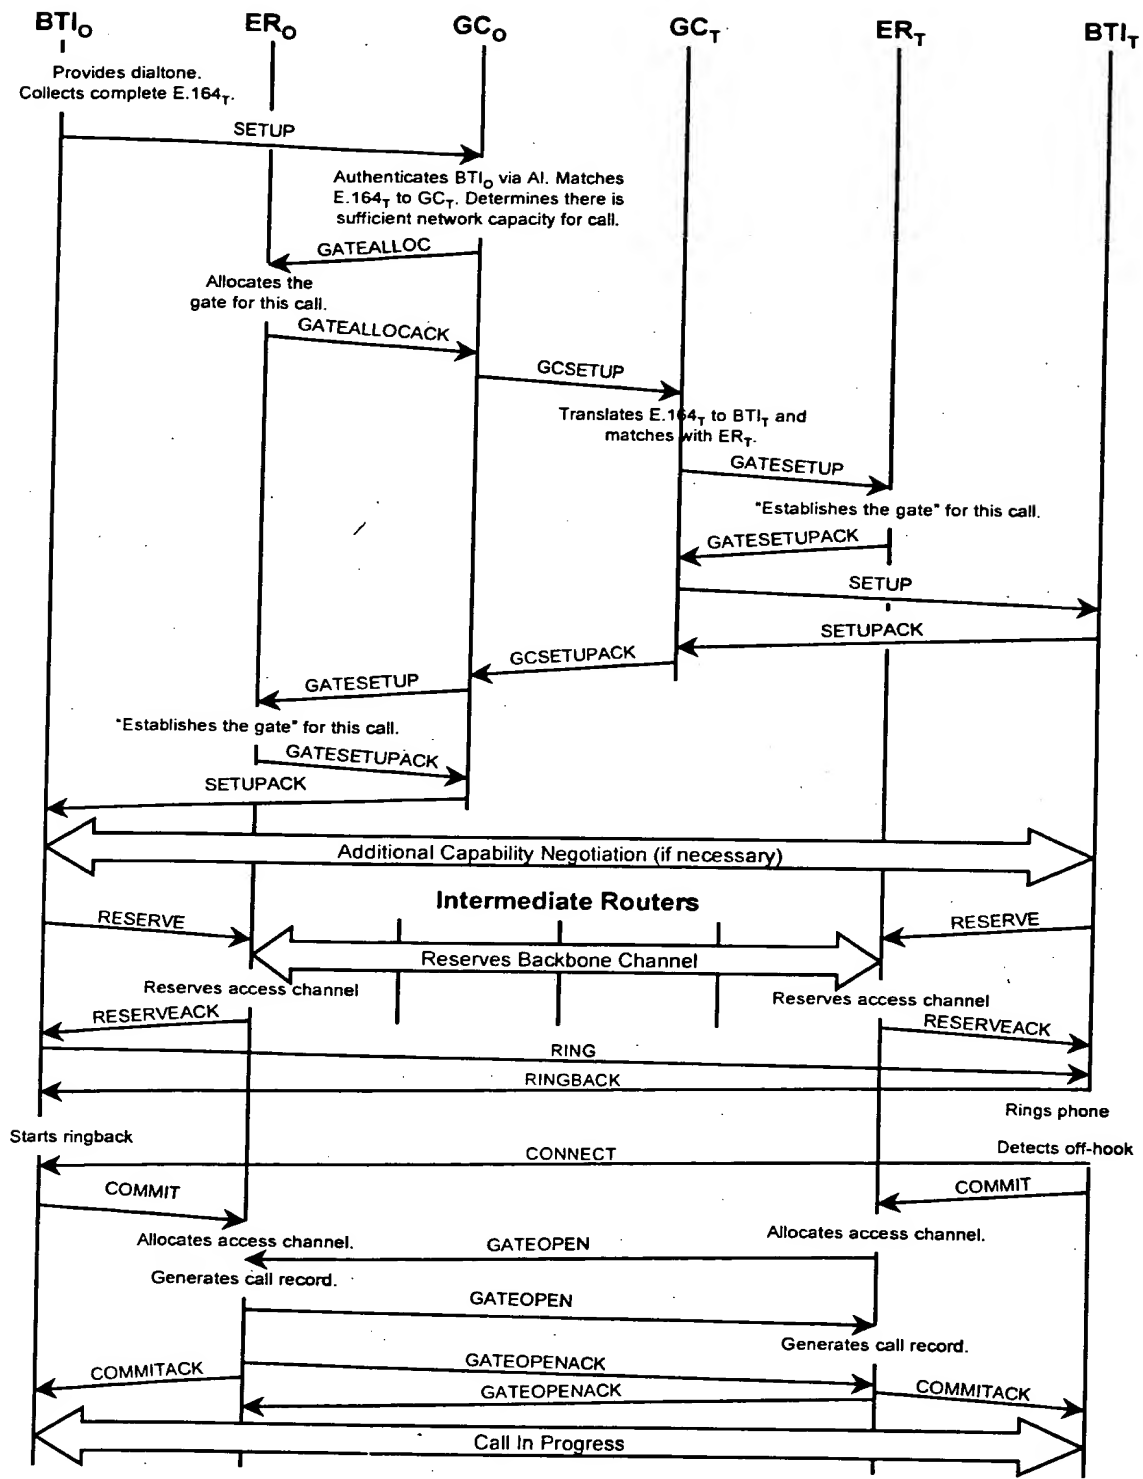 BTIO ERO GCO GCT ERT BTIT
Provides dialtone.
Collects complete E.164T.
SETUP
Authenticates BTIO via AI. Matches
E.164T to GCT. Determines there is
sufficient network capacity for call.
GATEALLOC
Allocates the
gate for this call.
GATEALLOCACK
GCSETUP
Translates E.164T to BTIT and
matches with ERT.
GATESETUP
"Establishes the gate" for this call.
GATESETUPACK
SETUP
SETUPACK
GCSETUPACK
GATESETUP
"Establishes the gate" for this call.
GATESETUPACK
SETUPACK
Additional Capability Negotiation (if necessary)
Intermediate Routers
RESERVE RESERVE
Reserves Backbone Channel
Reserves access channel Reserves access channel
RESERVEACK RESERVEACK
RING
RINGBACK
Rings phone
Starts ringback
Detects off-hook
CONNECT
COMMIT COMMIT
Allocates access channel. Allocates access channel.
GATEOPEN
Generates call record.
GATEOPEN
Generates call record.
GATEOPENACK
COMMITACK
GATEOPENACK
COMMITACK
Call In Progress